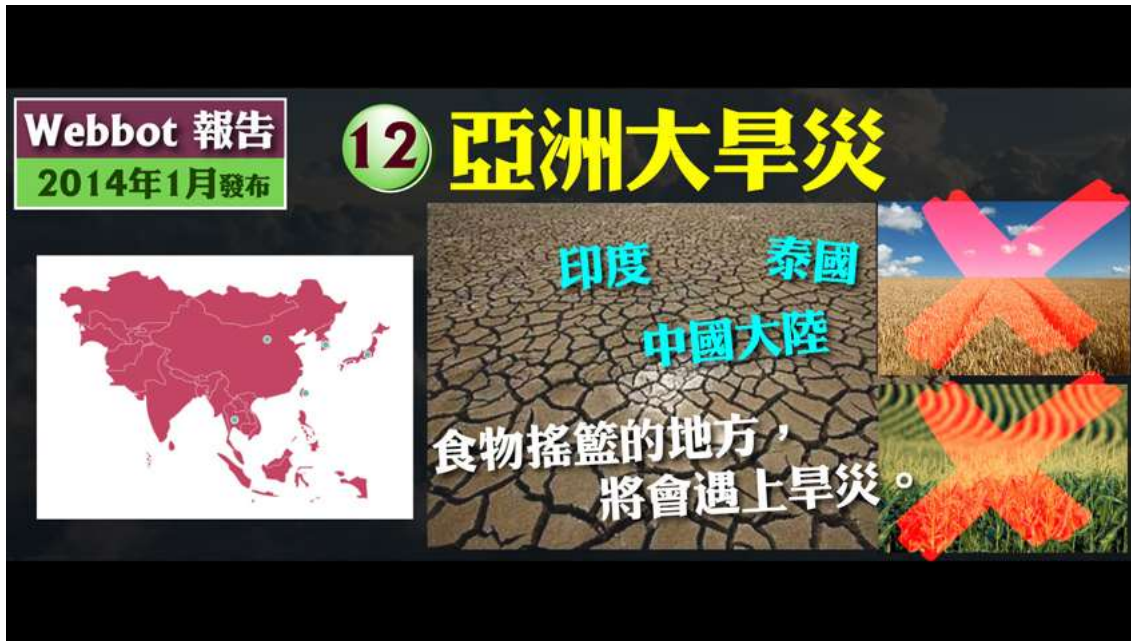 Webbot 報告
2014年1月發布
12 亞洲大旱災
印度
泰國
中國大陸
食物搖籃的地方，
將會遇上旱災。